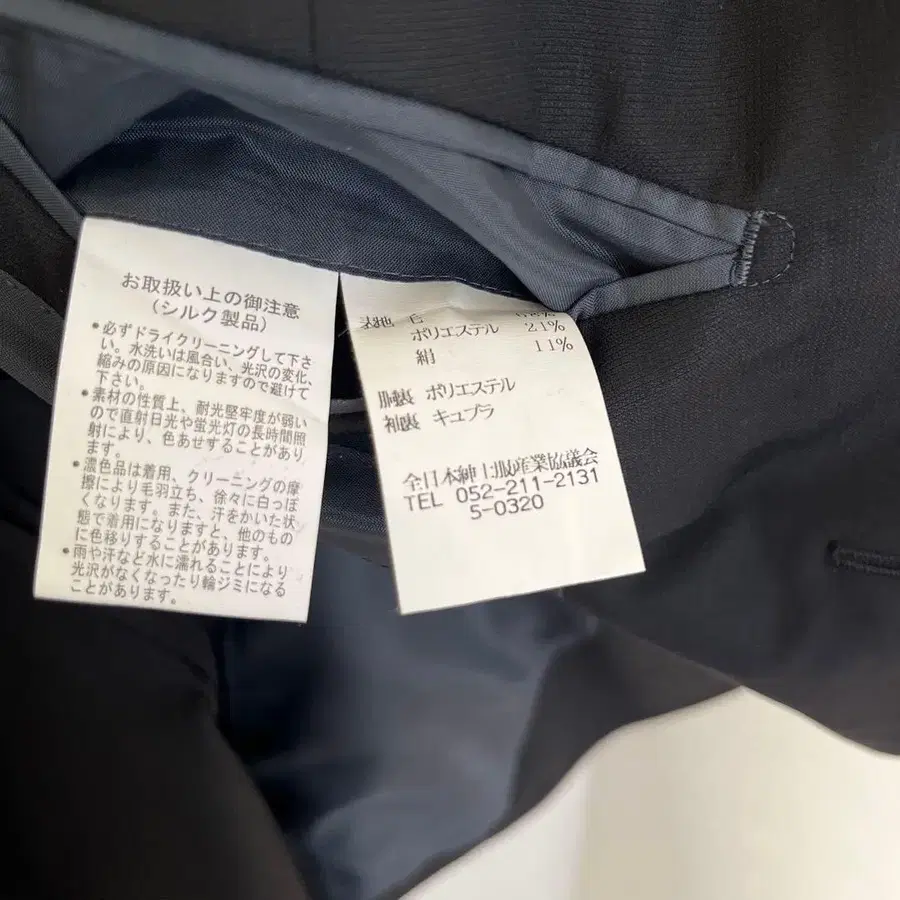 お取扱い上の御注意
(シルク製品)
●必ずドライクリーニングして下さ
い。水洗いは風合い、光沢の変化、
縮みの原因になりますので避けて
下さい。
●素材の性質上、耐光堅牢度が弱い
ので直射日光や蛍光灯の長時間照
射により、色あせすることがあり
ます。
●濃色品は着用、クリーニングの摩
擦により毛羽立ち、徐々に白っぽ
くなります。また、汗をかいた状
態で着用になりますと、他のもの
に色移りすることがあります。
●雨や汗など水に濡れることにより
光沢がなくなったり輪ジミになる
ことがあります。
表地 毛
ポリエステル 21%
絹 11%
胴裏 ポリエステル
袖裏 キュプラ
全日本紳士服産業協議会
TEL 052-211-2131
5-0320